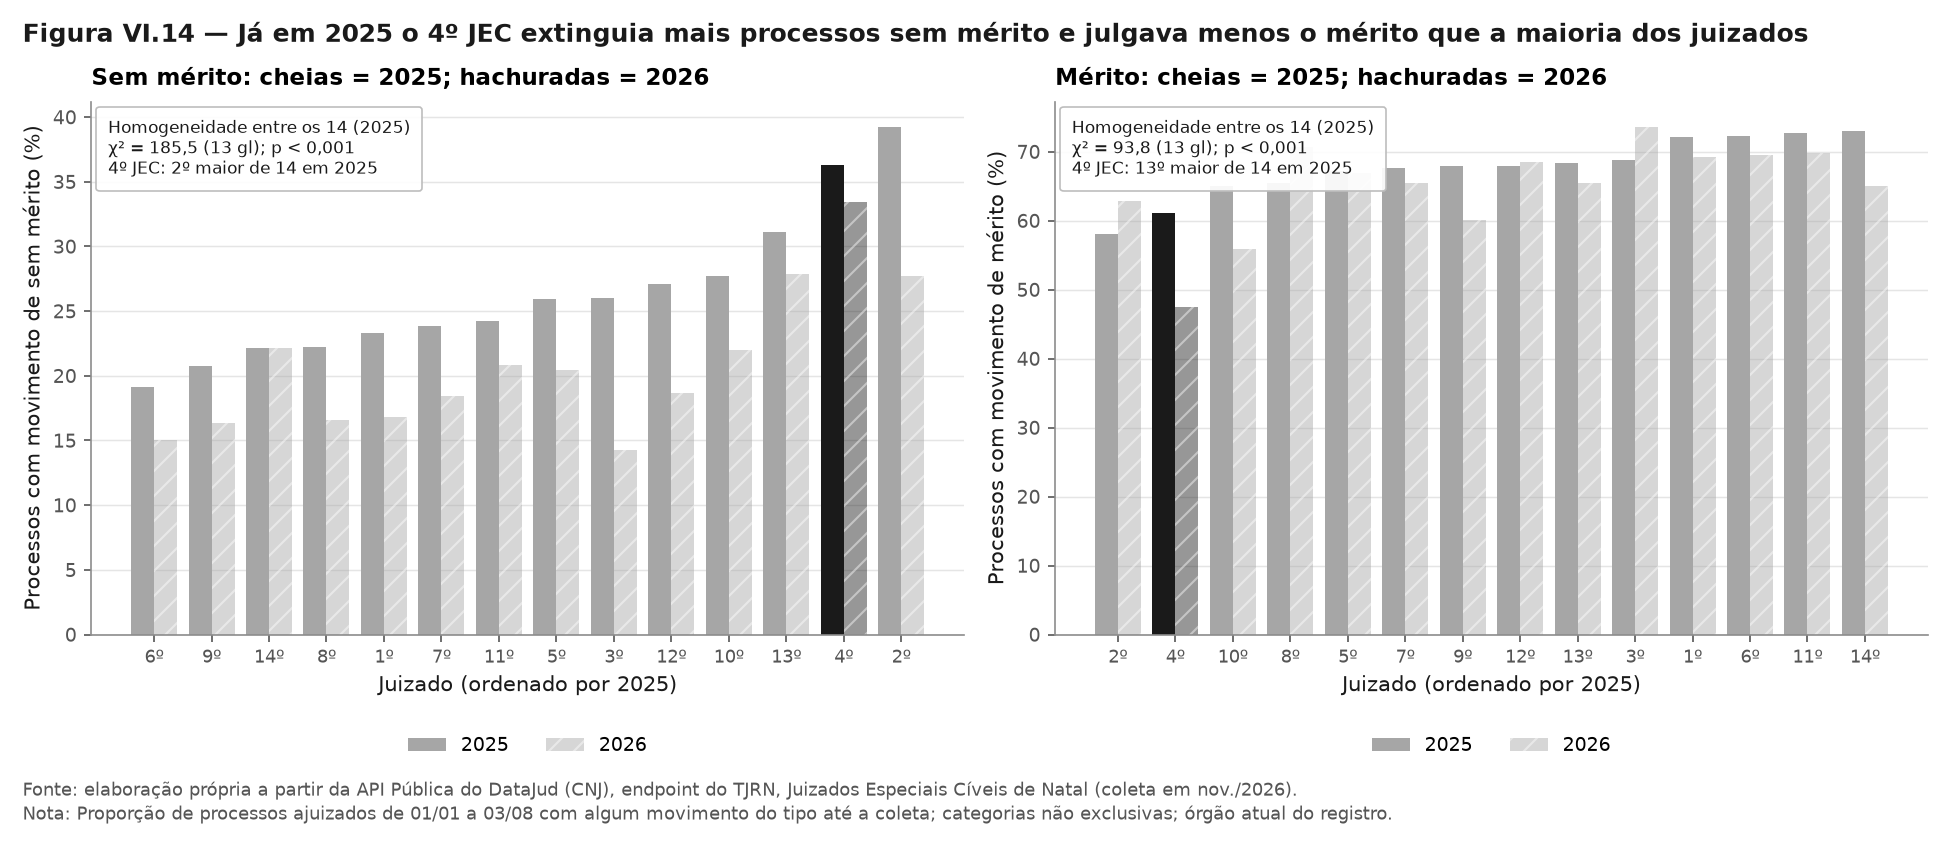 Figura VI.14 — Já em 2025 o 4º JEC extinguia mais processos sem mérito e julgava menos o mérito que a maioria dos juizados
Sem mérito: cheias = 2025; hachuradas = 2026
Processos com movimento de sem mérito (%)
40
35
30
25
20
15
10
5
0
Homogeneidade entre os 14 (2025)
χ² = 185,5 (13 gl); p < 0,001
4º JEC: 2º maior de 14 em 2025
6º 9º 14º 8º 1º 7º 11º 5º 3º 12º 10º 13º 4º 2º
Juizado (ordenado por 2025)
2025 2026
Mérito: cheias = 2025; hachuradas = 2026
Processos com movimento de mérito (%)
70
60
50
40
30
20
10
0
Homogeneidade entre os 14 (2025)
χ² = 93,8 (13 gl); p < 0,001
4º JEC: 13º maior de 14 em 2025
2º 4º 10º 8º 5º 7º 9º 12º 13º 3º 1º 6º 11º 14º
Juizado (ordenado por 2025)
2025 2026
Fonte: elaboração própria a partir da API Pública do DataJud (CNJ), endpoint do TJRN, Juizados Especiais Cíveis de Natal (coleta em nov./2026).
Nota: Proporção de processos ajuizados de 01/01 a 03/08 com algum movimento do tipo até a coleta; categorias não exclusivas; órgão atual do registro.